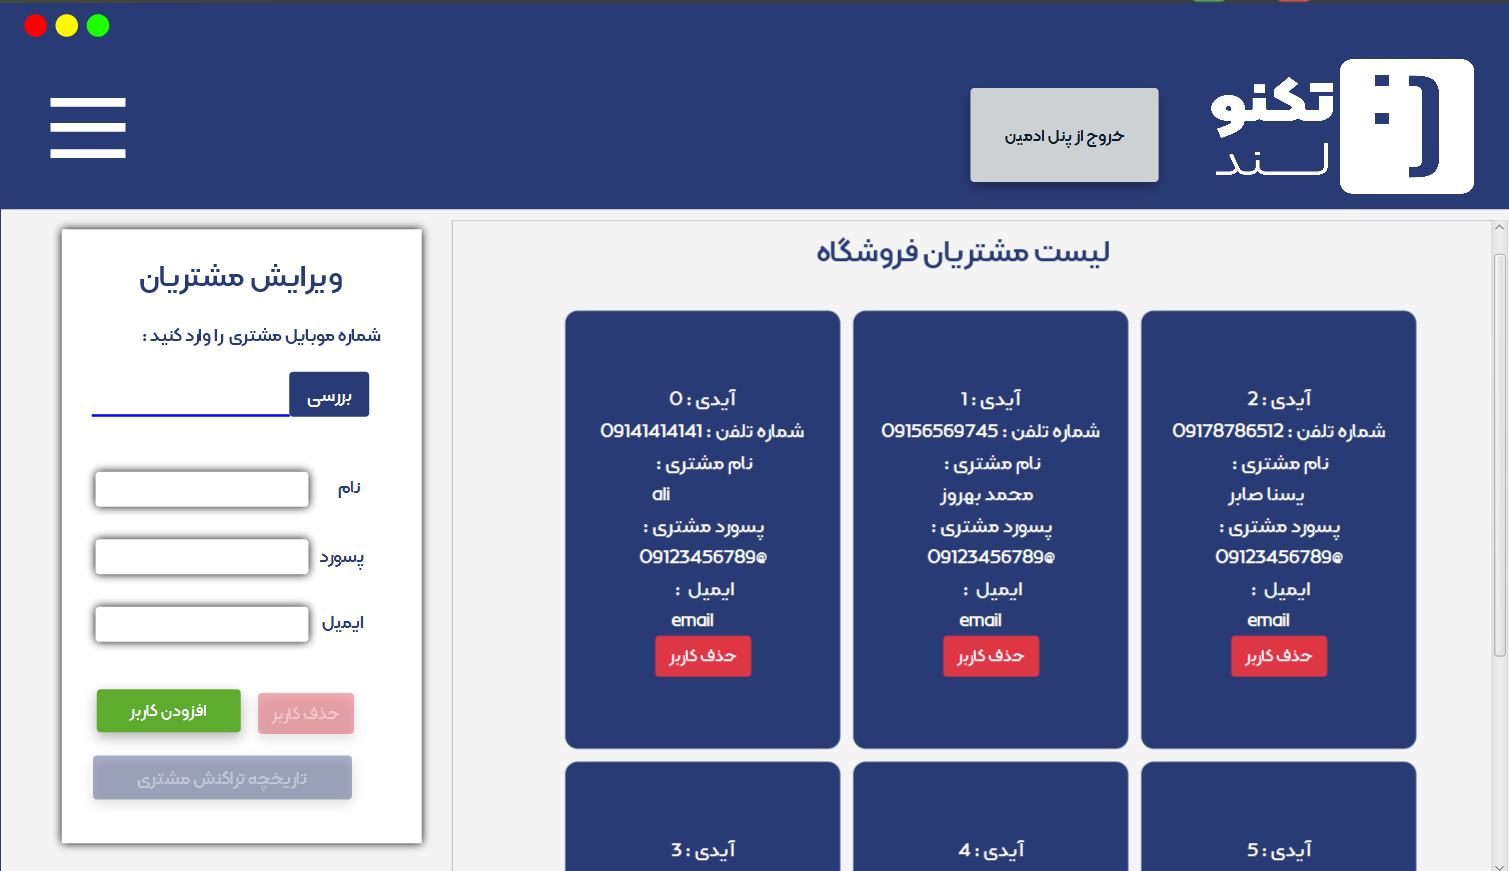 تکنو
لند
خروج از پنل ادمین
لیست مشتریان فروشگاه
آیدی : 2
شماره تلفن : 09178786512
نام مشتری :
یسنا صابر
پسورد مشتری :
@09123456789
ایمیل :
email
حذف کاربر
آیدی : 1
شماره تلفن : 09156569745
نام مشتری :
محمد بهروز
پسورد مشتری :
@09123456789
ایمیل :
email
حذف کاربر
آیدی : 0
شماره تلفن : 09141414141
نام مشتری :
ali
پسورد مشتری :
@09123456789
ایمیل :
email
حذف کاربر
آیدی : 5
آیدی : 4
آیدی : 3
ویرایش مشتریان
شماره موبایل مشتری را وارد کنید :
بررسی
نام
پسورد
ایمیل
حذف کاربر
افزودن کاربر
تاریخچه تراکنش مشتری